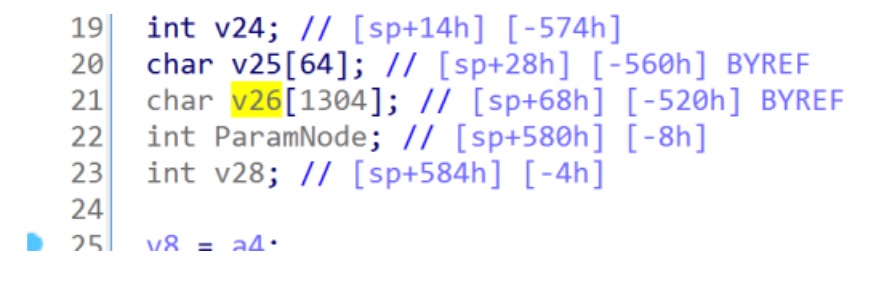 19 int v24; // [sp+14h] [-574h]
20 char v25[64]; // [sp+28h] [-560h] BYREF
21 char v26[1304]; // [sp+68h] [-520h] BYREF
22 int ParamNode; // [sp+580h] [-8h]
23 int v28; // [sp+584h] [-4h]
24
25 v8 = a4;